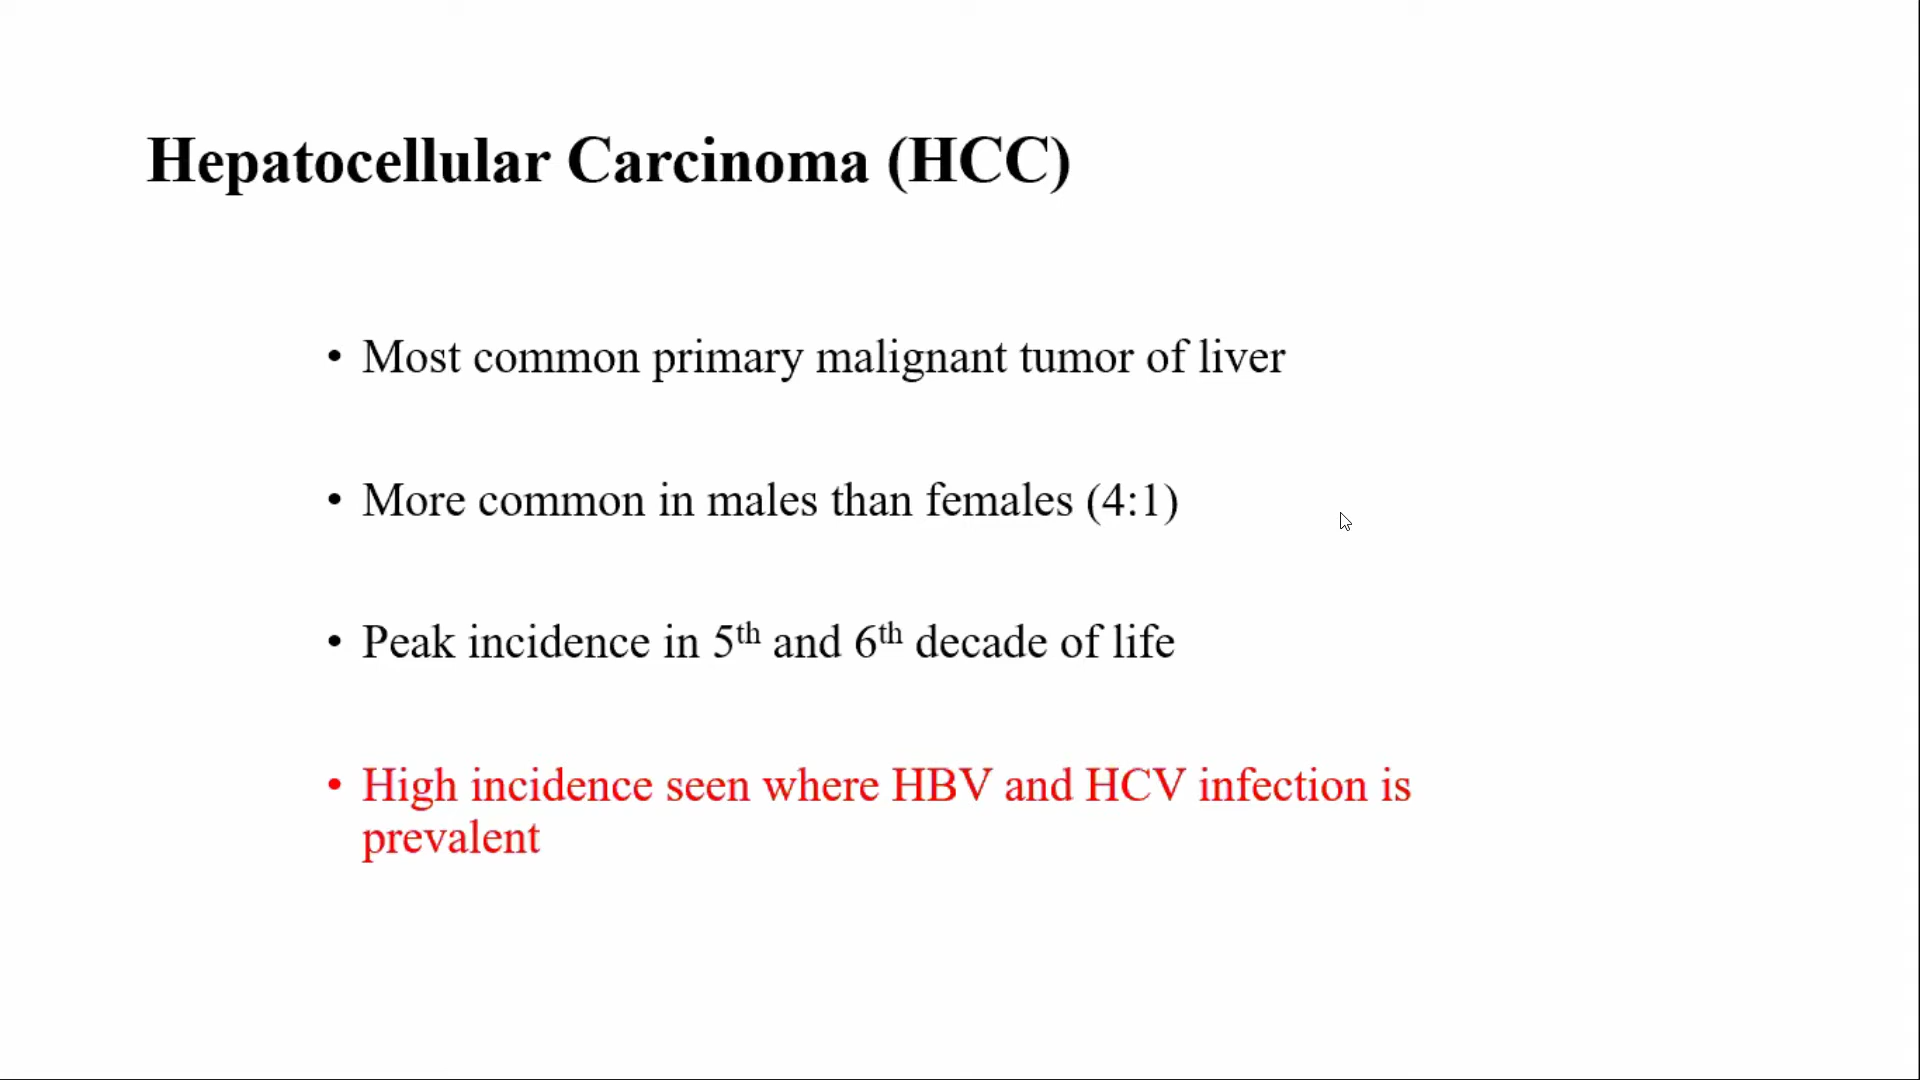 Hepatocellular Carcinoma (HCC)
• Most common primary malignant tumor of liver
• More common in males than females (4:1)
• Peak incidence in 5th and 6th decade of life
• High incidence seen where HBV and HCV infection is
prevalent